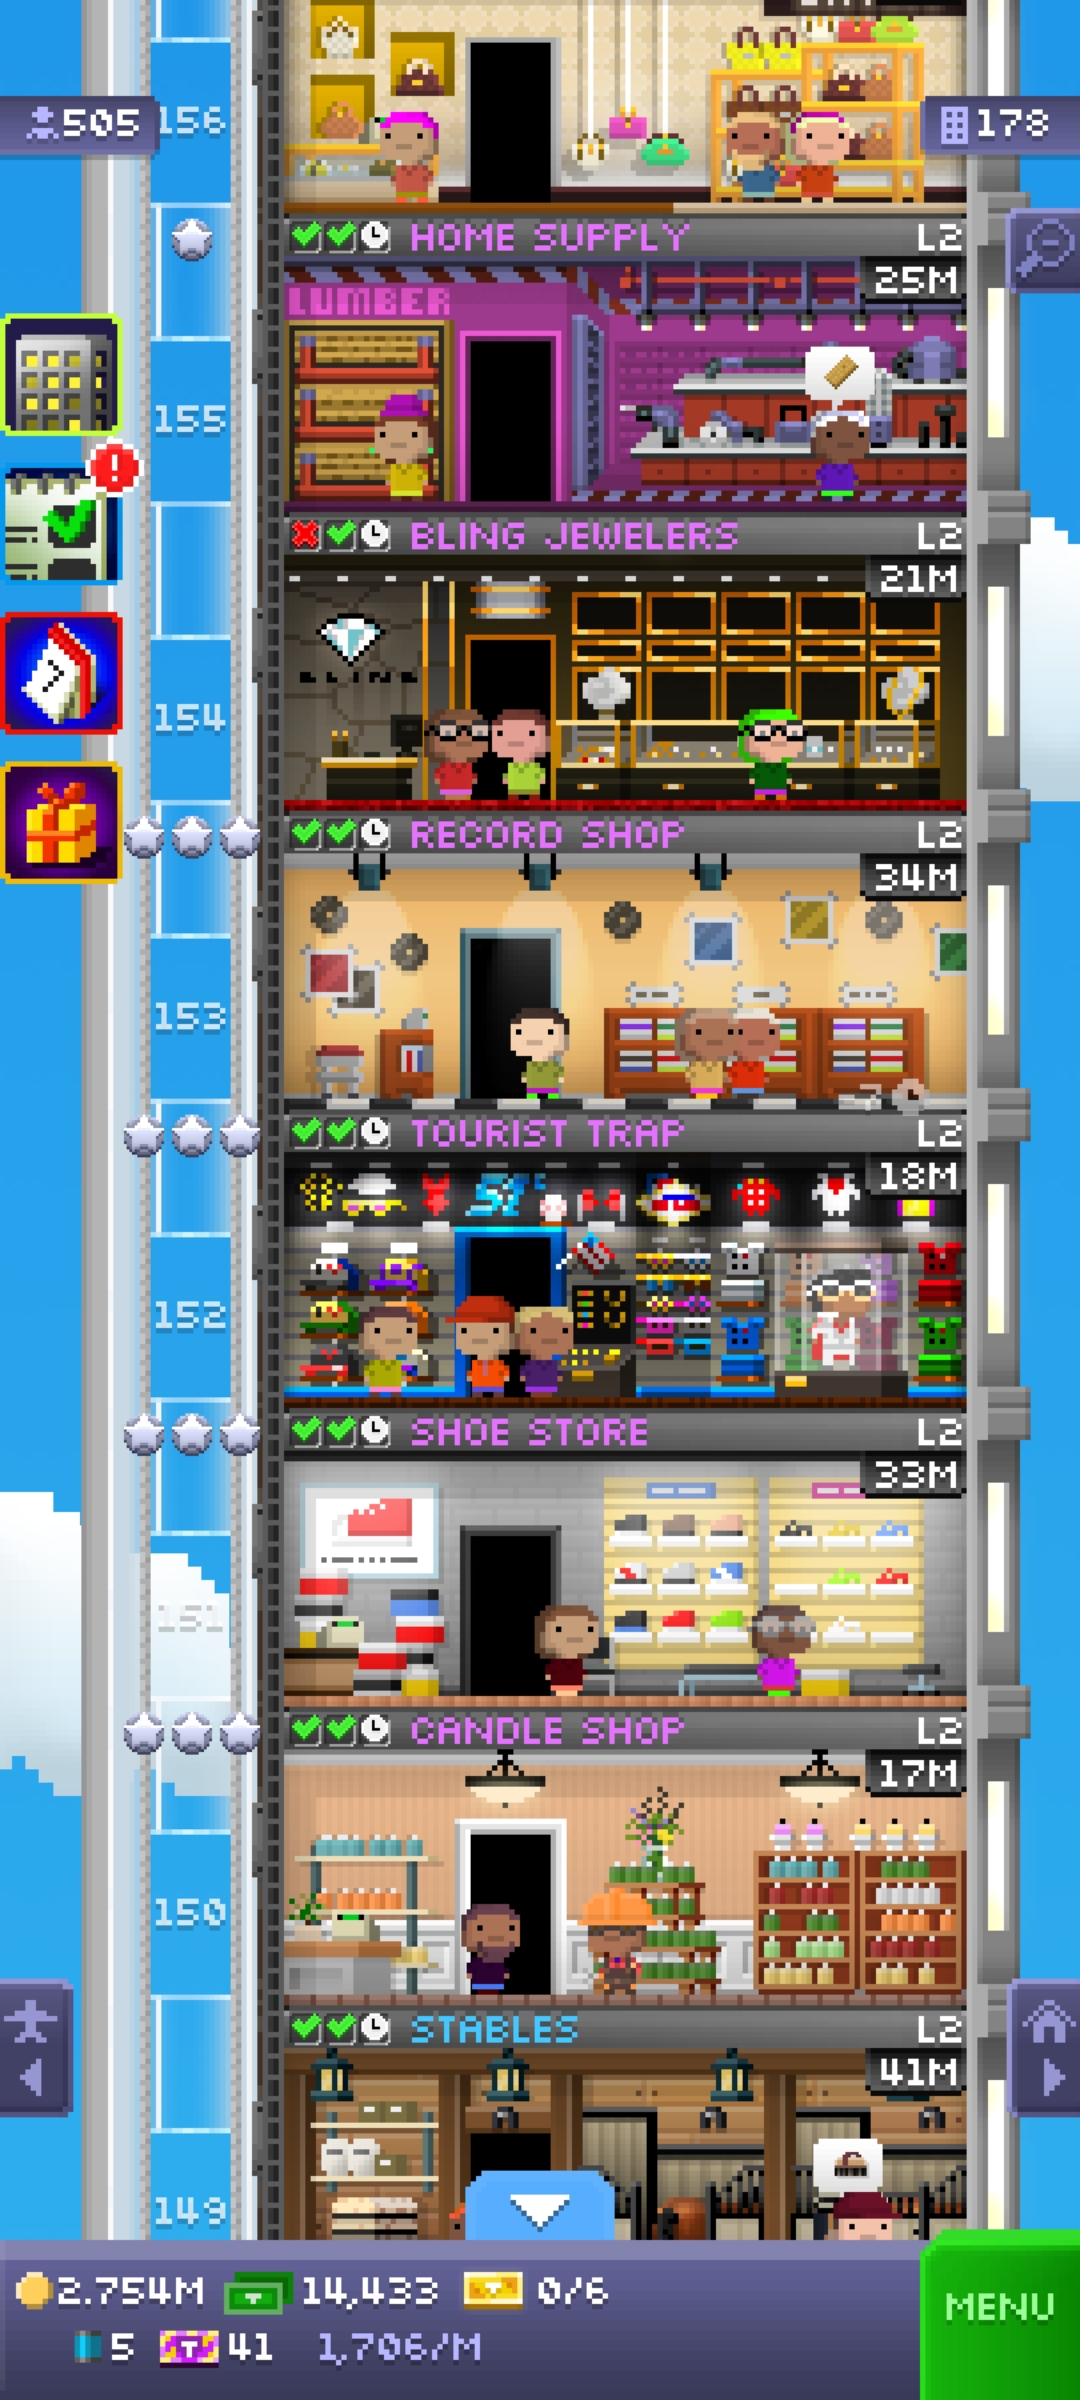 505
156
178
HOME SUPPLY L2
25M
LUMBER
155
BLING JEWELERS L2
21M
BLING
154
RECORD SHOP L2
34M
153
TOURIST TRAP L2
18M
152
SHOE STORE L2
33M
151
CANDLE SHOP L2
17M
150
STABLES L2
41M
149
2.754M 14,433 0/6
5 T 41 1,706/M
MENU